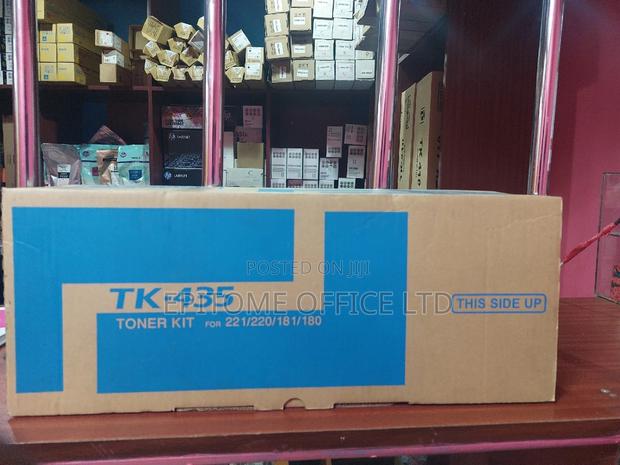 POSTED ON JIJI
TK-435
EPITOME OFFICE LTD
THIS SIDE UP
TONER KIT FOR 221/220/181/180